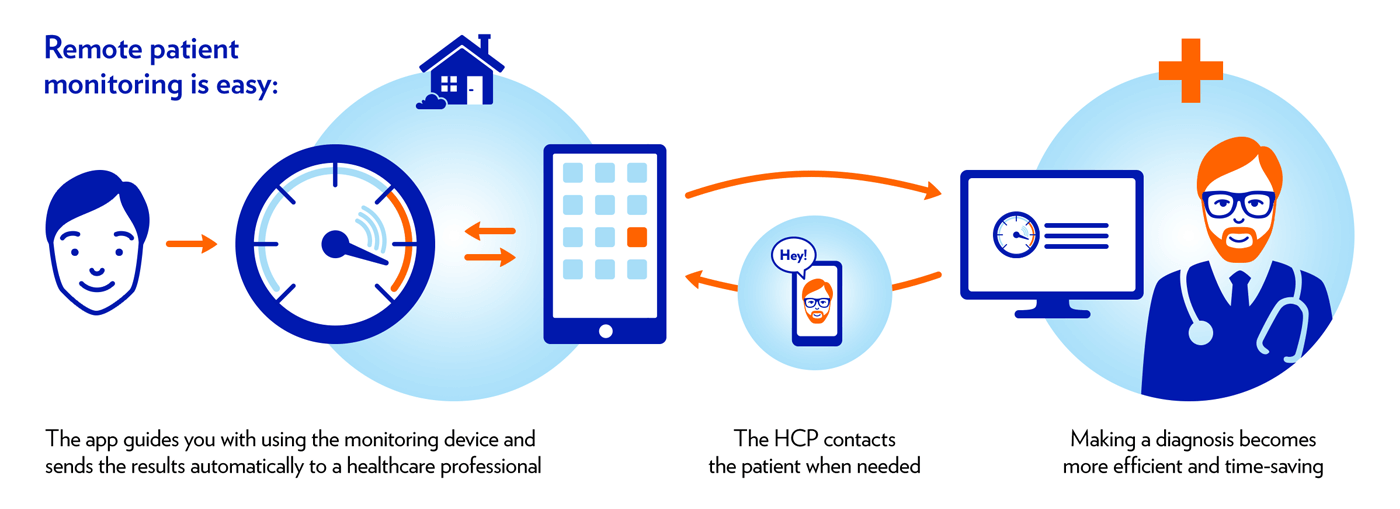 Remote patient
monitoring is easy:
Hey!
The app guides you with using the monitoring device and
sends the results automatically to a healthcare professional
The HCP contacts
the patient when needed
Making a diagnosis becomes
more efficient and time-saving